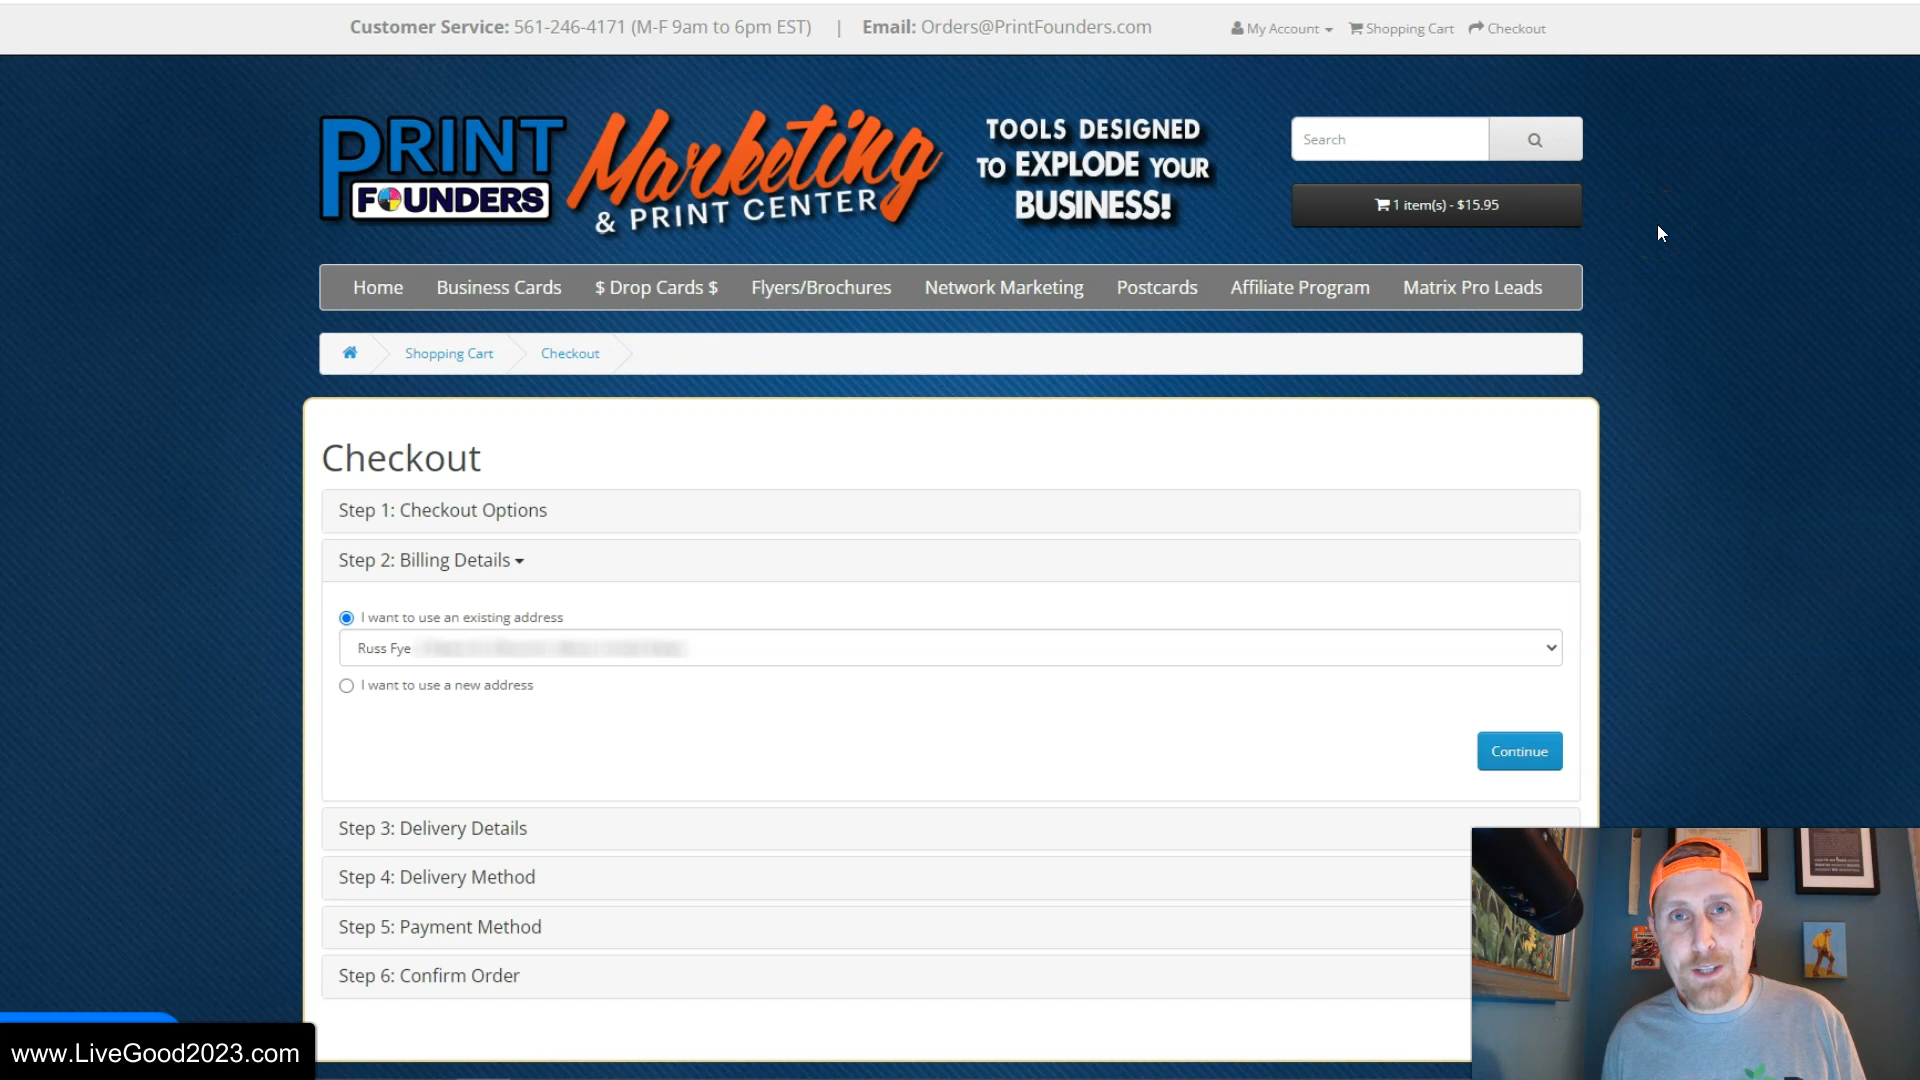 Customer Service: 561-246-4171 (M-F 9am to 6pm EST) | Email: Orders@PrintFounders.com
My Account Shopping Cart Checkout
PRINT
FOUNDERS
Marketing
& PRINT CENTER
TOOLS DESIGNED
TO EXPLODE YOUR
BUSINESS!
Search
1 item(s) - $15.95
Home Business Cards $ Drop Cards $ Flyers/Brochures Network Marketing Postcards Affiliate Program Matrix Pro Leads
Shopping Cart Checkout
Checkout
Step 1: Checkout Options
Step 2: Billing Details
I want to use an existing address
Russ Fye
I want to use a new address
Continue
Step 3: Delivery Details
Step 4: Delivery Method
Step 5: Payment Method
Step 6: Confirm Order
www.LiveGood2023.com